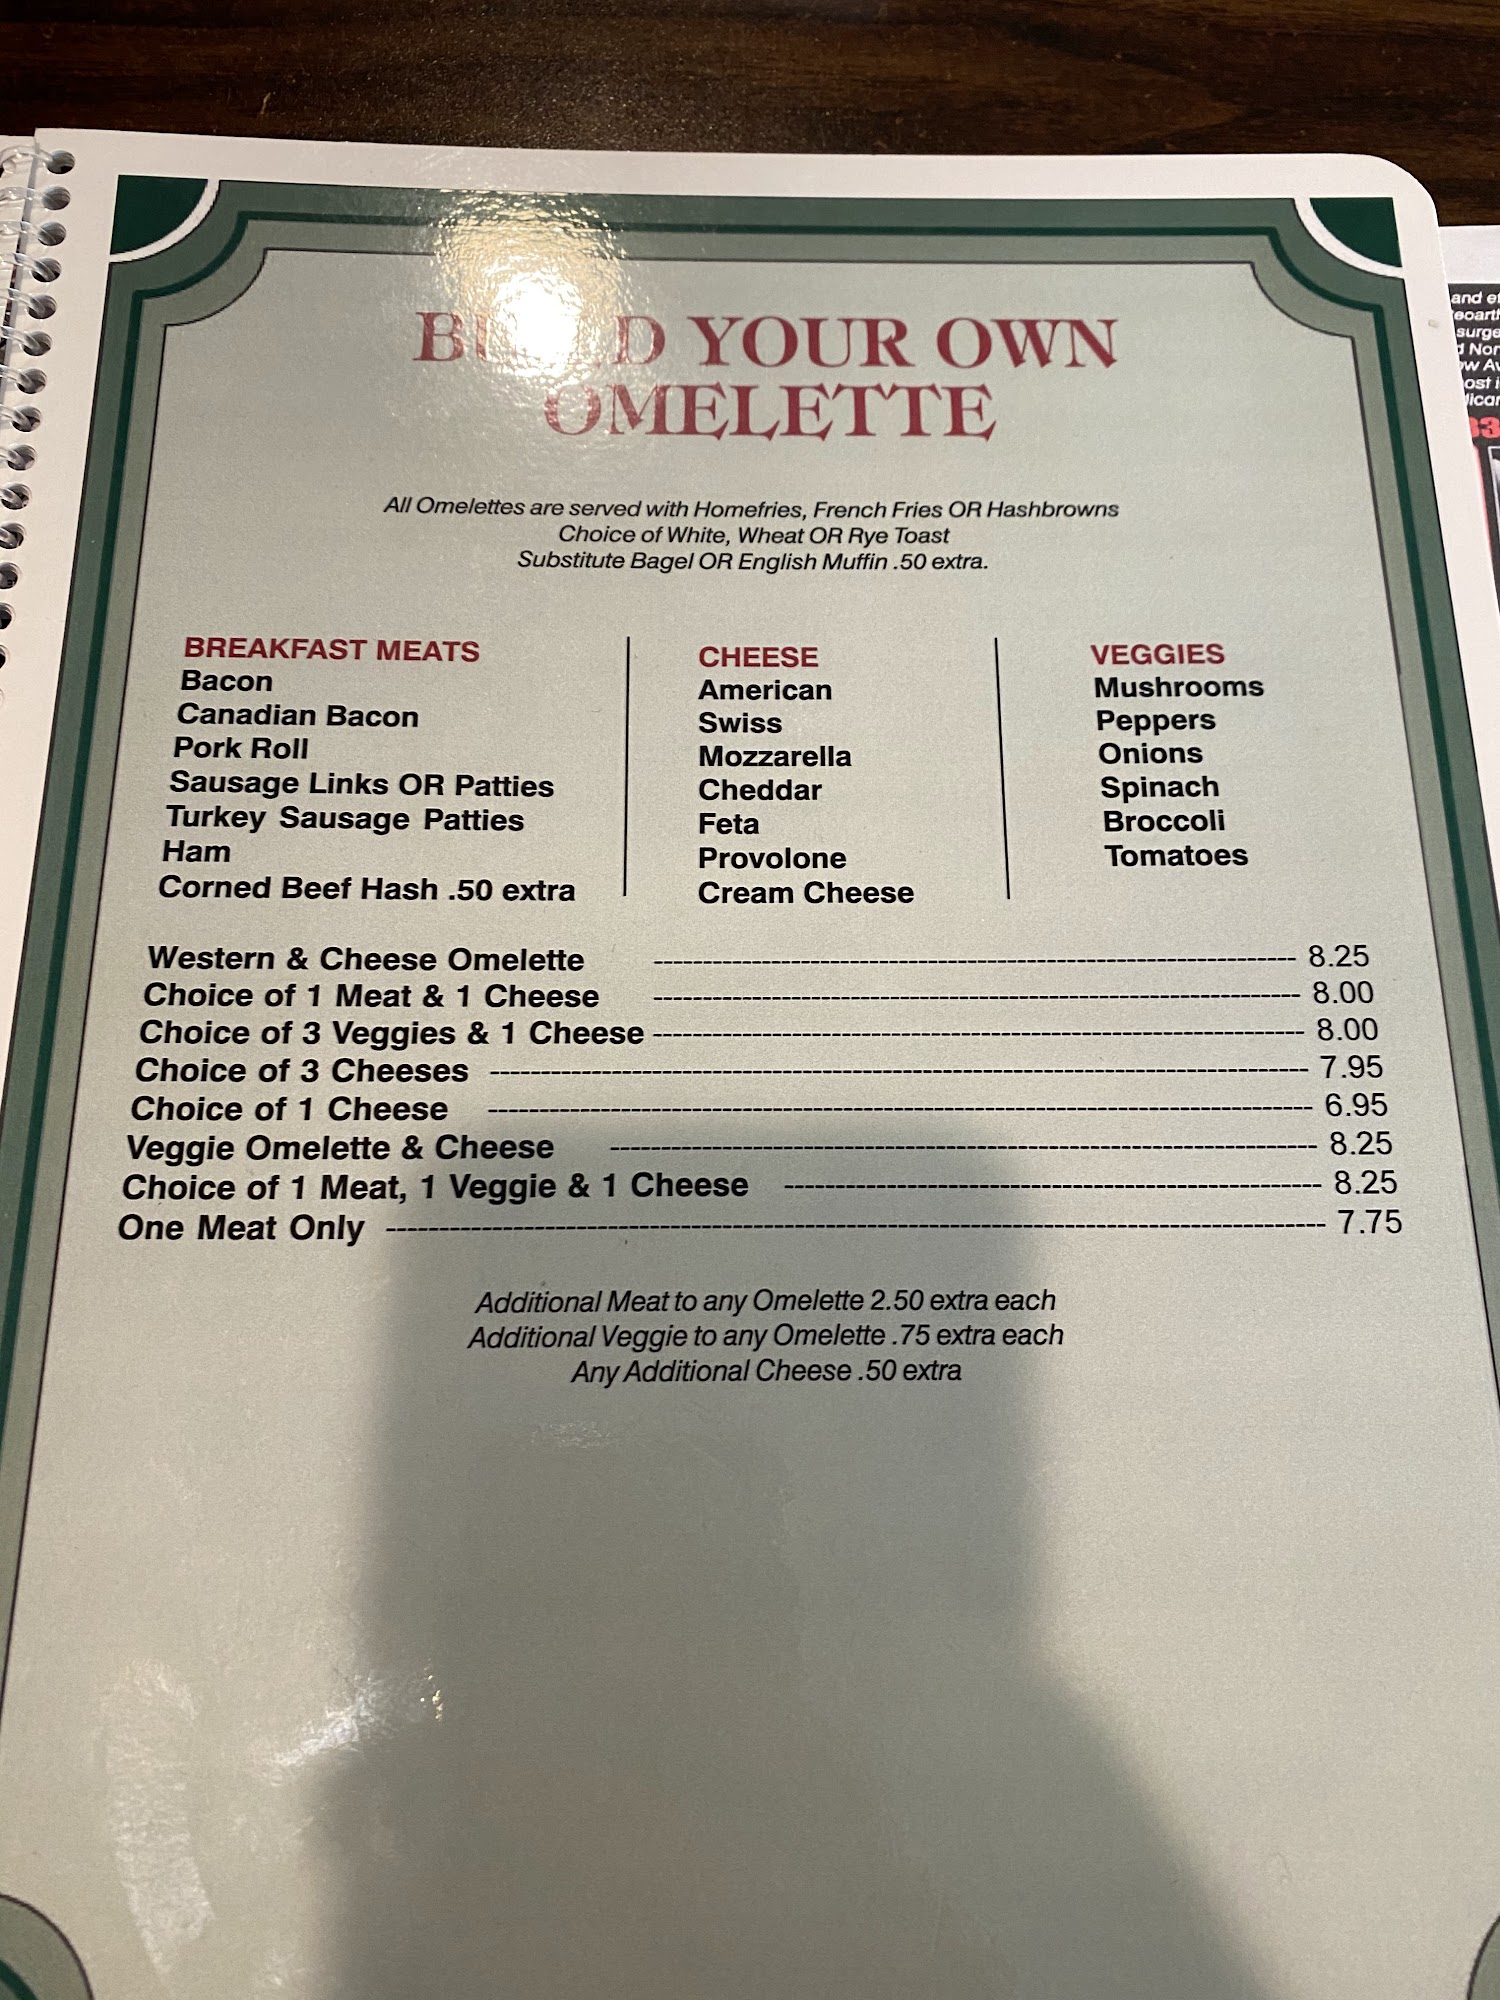 BUILD YOUR OWN
OMELETTE
All Omelettes are served with Homefries, French Fries OR Hashbrowns
Choice of White, Wheat OR Rye Toast
Substitute Bagel OR English Muffin .50 extra.
BREAKFAST MEATS
Bacon
Canadian Bacon
Pork Roll
Sausage Links OR Patties
Turkey Sausage Patties
Ham
Corned Beef Hash .50 extra
CHEESE
American
Swiss
Mozzarella
Cheddar
Feta
Provolone
Cream Cheese
VEGGIES
Mushrooms
Peppers
Onions
Spinach
Broccoli
Tomatoes
Western & Cheese Omelette 8.25
Choice of 1 Meat & 1 Cheese 8.00
Choice of 3 Veggies & 1 Cheese 8.00
Choice of 3 Cheeses 7.95
Choice of 1 Cheese 6.95
Veggie Omelette & Cheese 8.25
Choice of 1 Meat, 1 Veggie & 1 Cheese 8.25
One Meat Only 7.75
Additional Meat to any Omelette 2.50 extra each
Additional Veggie to any Omelette .75 extra each
Any Additional Cheese .50 extra
and
surge